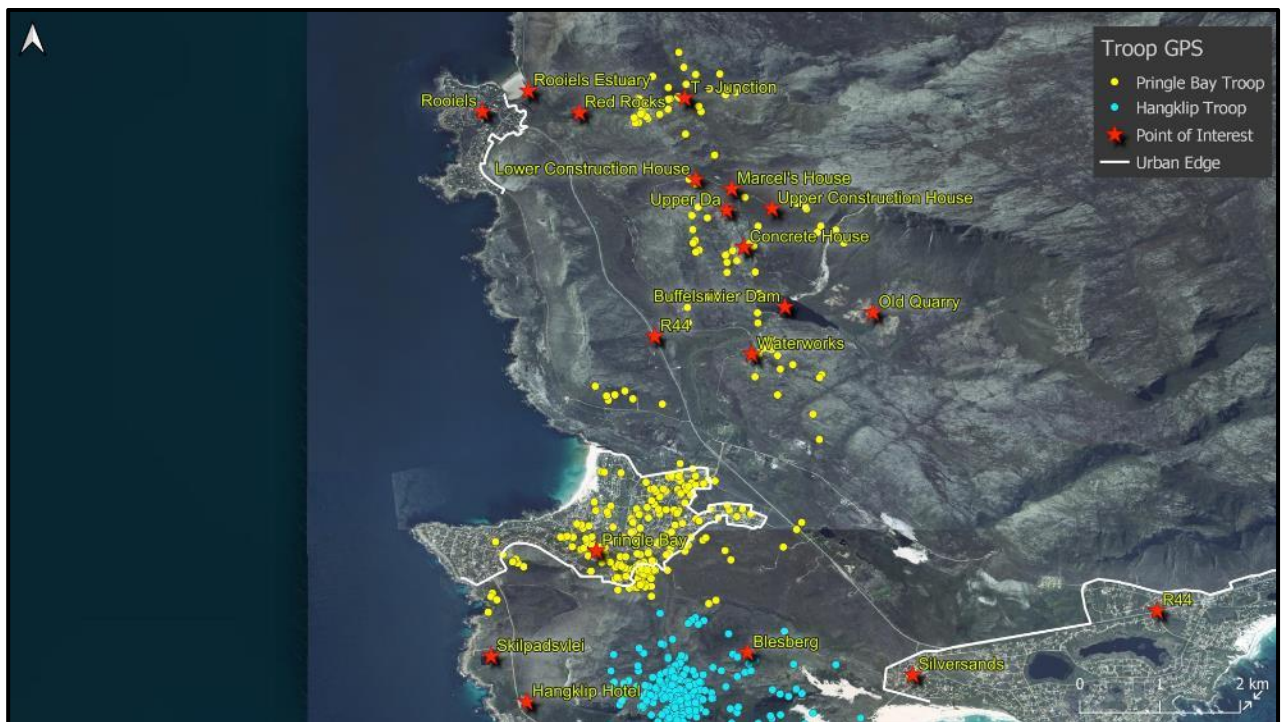 Troop GPS
Pringle Bay Troop
Hangklip Troop
Point of Interest
Urban Edge
Rooiels Estuary
T - Junction
Rooiels
Red Rocks
Lower Construction House
Marcel's House
Upper Da
Upper Construction House
Concrete House
Buffelsrivier Dam
Old Quarry
R44
Waterworks
Pringle Bay
R44
Skilpadsvlei
Blesberg
Silversands
Hangklip Hotel
0 1 2 km